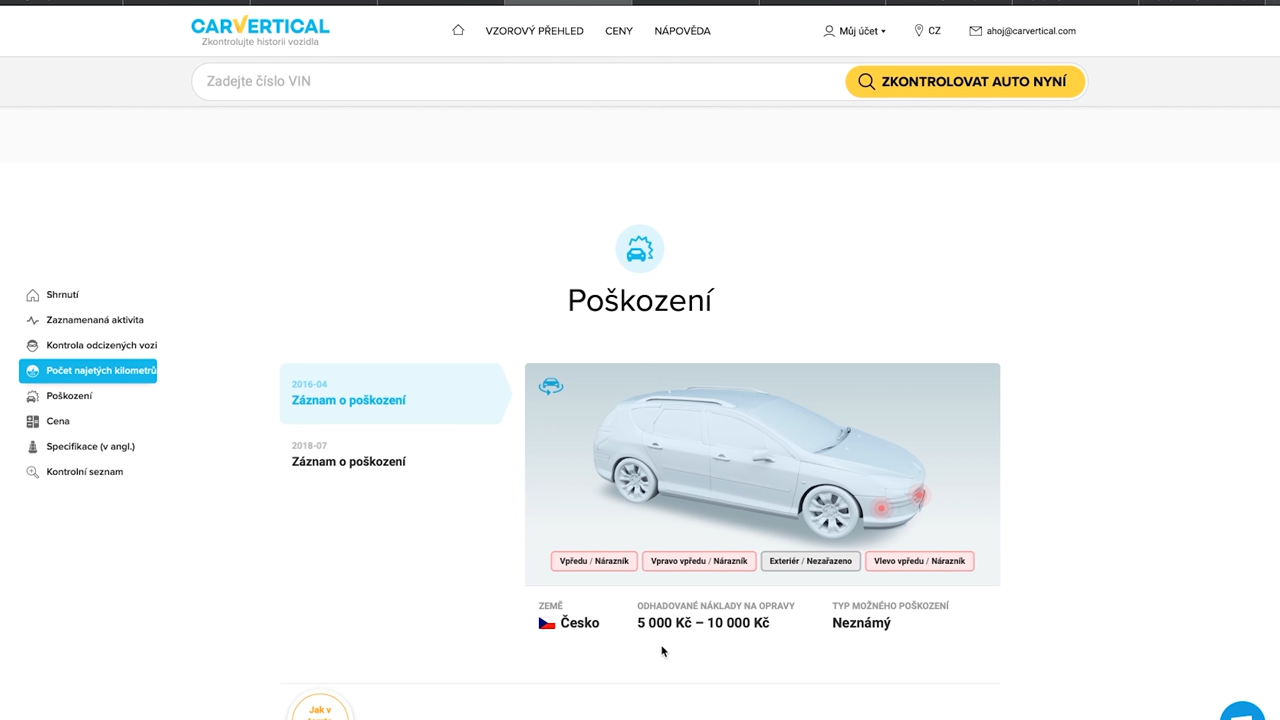 CARVERTICAL
Zkontrolujte historii vozidla
VZOROVÝ PŘEHLED
CENY
NÁPOVĚDA
Můj účet
CZ
ahoj@carvertical.com
Zadejte číslo VIN
ZKONTROLOVAT AUTO NYNÍ
Poškození
Shrnutí
Zaznamenaná aktivita
Kontrola odcizených vozi
Počet najetých kilometrů
Poškození
Cena
Specifikace (v angl.)
Kontrolní seznam
2016-04
Záznam o poškození
2018-07
Záznam o poškození
Vpředu / Nárazník
Vpravo vpředu / Nárazník
Exteriér / Nezařazeno
Vlevo vpředu / Nárazník
ZEMĚ
Česko
ODHADOVANÉ NÁKLADY NA OPRAVY
5 000 Kč – 10 000 Kč
TYP MOŽNÉHO POŠKOZENÍ
Neznámý
Jak v